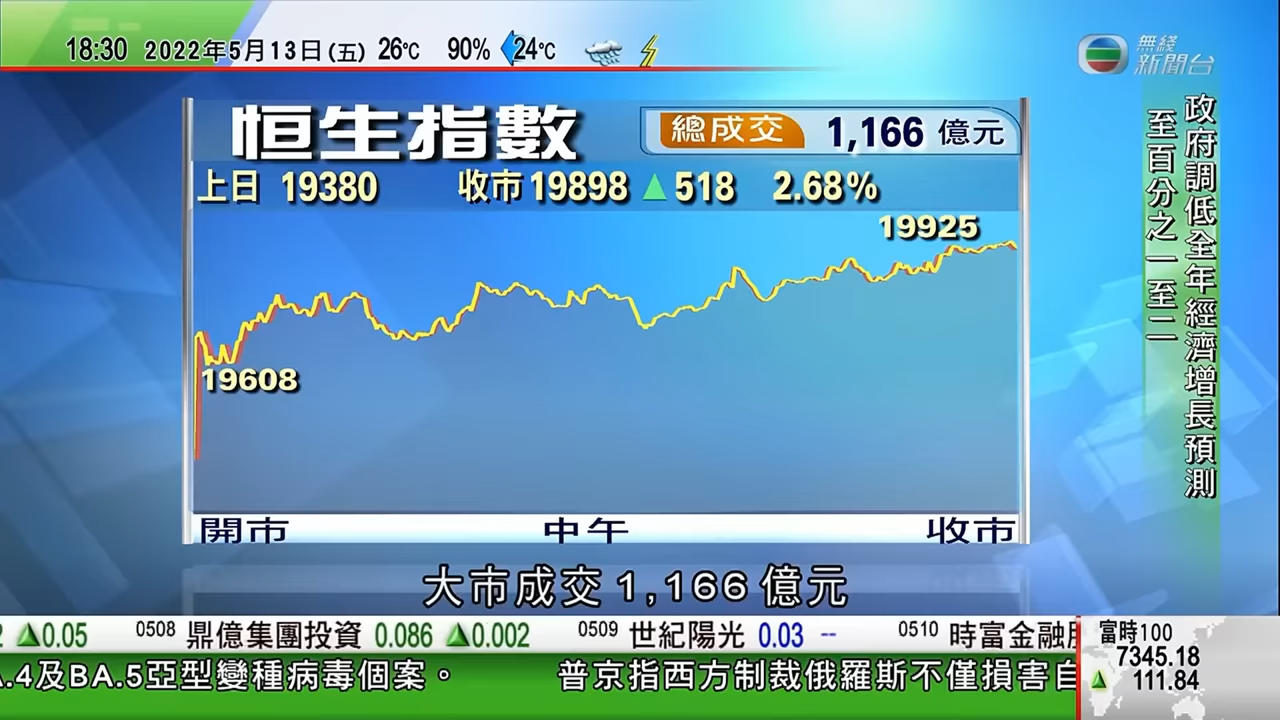 18:30 2022年5月13日(五) 26℃ 90% 24℃
無綫
新聞台
恒生指數
總成交 1,166 億元
上日 19380 收市 19898 ▲ 518 2.68%
19925
19608
開市 中午 收市
政府調低全年經濟增長預測
至百分之一至二
大市成交1,166億元
▲0.05 0508 鼎億集團投資 0.086 ▲0.002 0509 世紀陽光 0.03 -- 0510 時富金融
.4及BA.5亞型變種病毒個案。 普京指西方制裁俄羅斯不僅損害自
富時100
7345.18
▲ 111.84